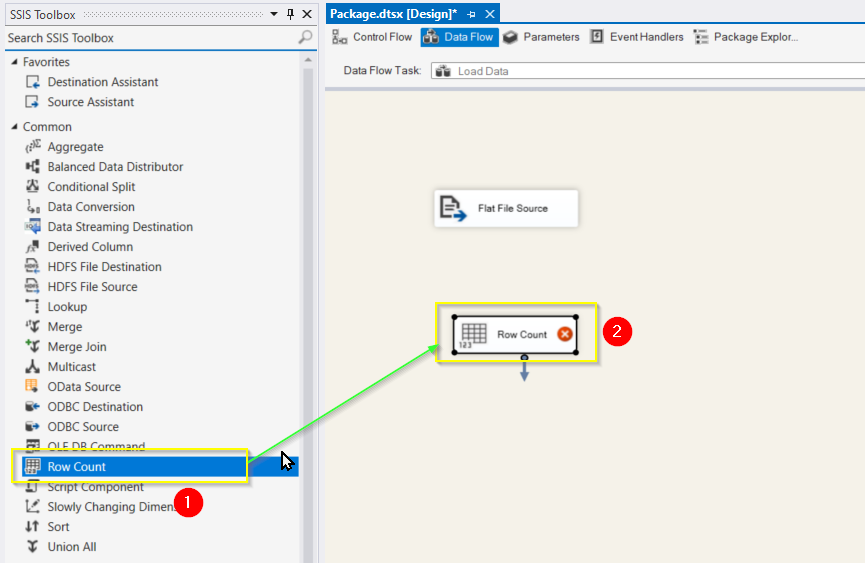 SSIS Toolbox
Search SSIS Toolbox
Favorites
Destination Assistant
Source Assistant
Common
Aggregate
Balanced Data Distributor
Conditional Split
Data Conversion
Data Streaming Destination
Derived Column
HDFS File Destination
HDFS File Source
Lookup
Merge
Merge Join
Multicast
OData Source
ODBC Destination
ODBC Source
OLE DB Command
Row Count
Script Component
1
Slowly Changing Dimens
Sort
Union All
Package.dtsx [Design]*
Control Flow Data Flow Parameters Event Handlers Package Explor...
Data Flow Task: Load Data
Flat File Source
Row Count
123
2